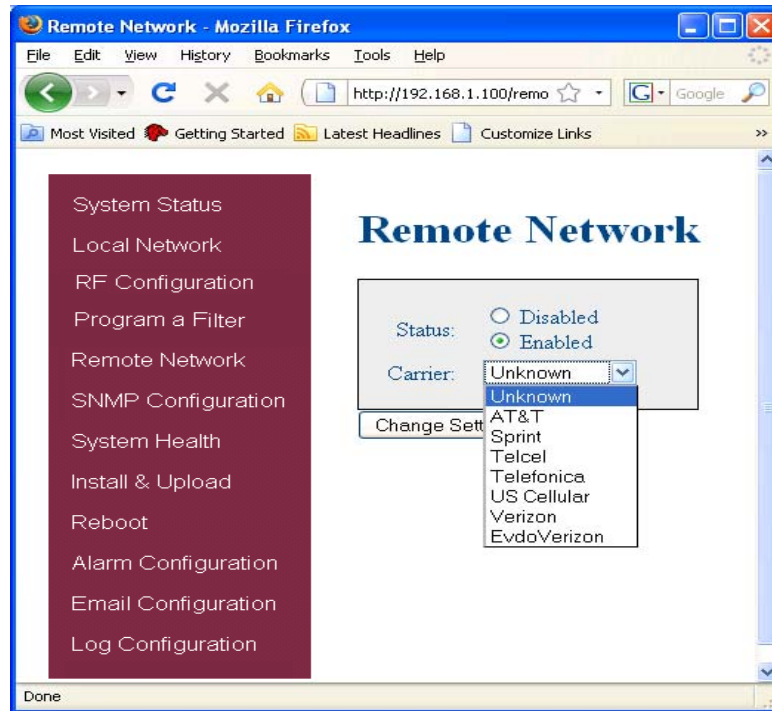 Remote Network - Mozilla Firefox
File Edit View History Bookmarks Tools Help
http://192.168.1.100/remo
G Google
Most Visited Getting Started Latest Headlines Customize Links »
System Status
Local Network
RF Configuration
Program a Filter
Remote Network
SNMP Configuration
System Health
Install & Upload
Reboot
Alarm Configuration
Email Configuration
Log Configuration
Remote Network
Status: Disabled
Enabled
Carrier: Unknown
Unknown
AT&T
Sprint
Telcel
Telefonica
US Cellular
Verizon
EvdoVerizon
Change Sett
Done